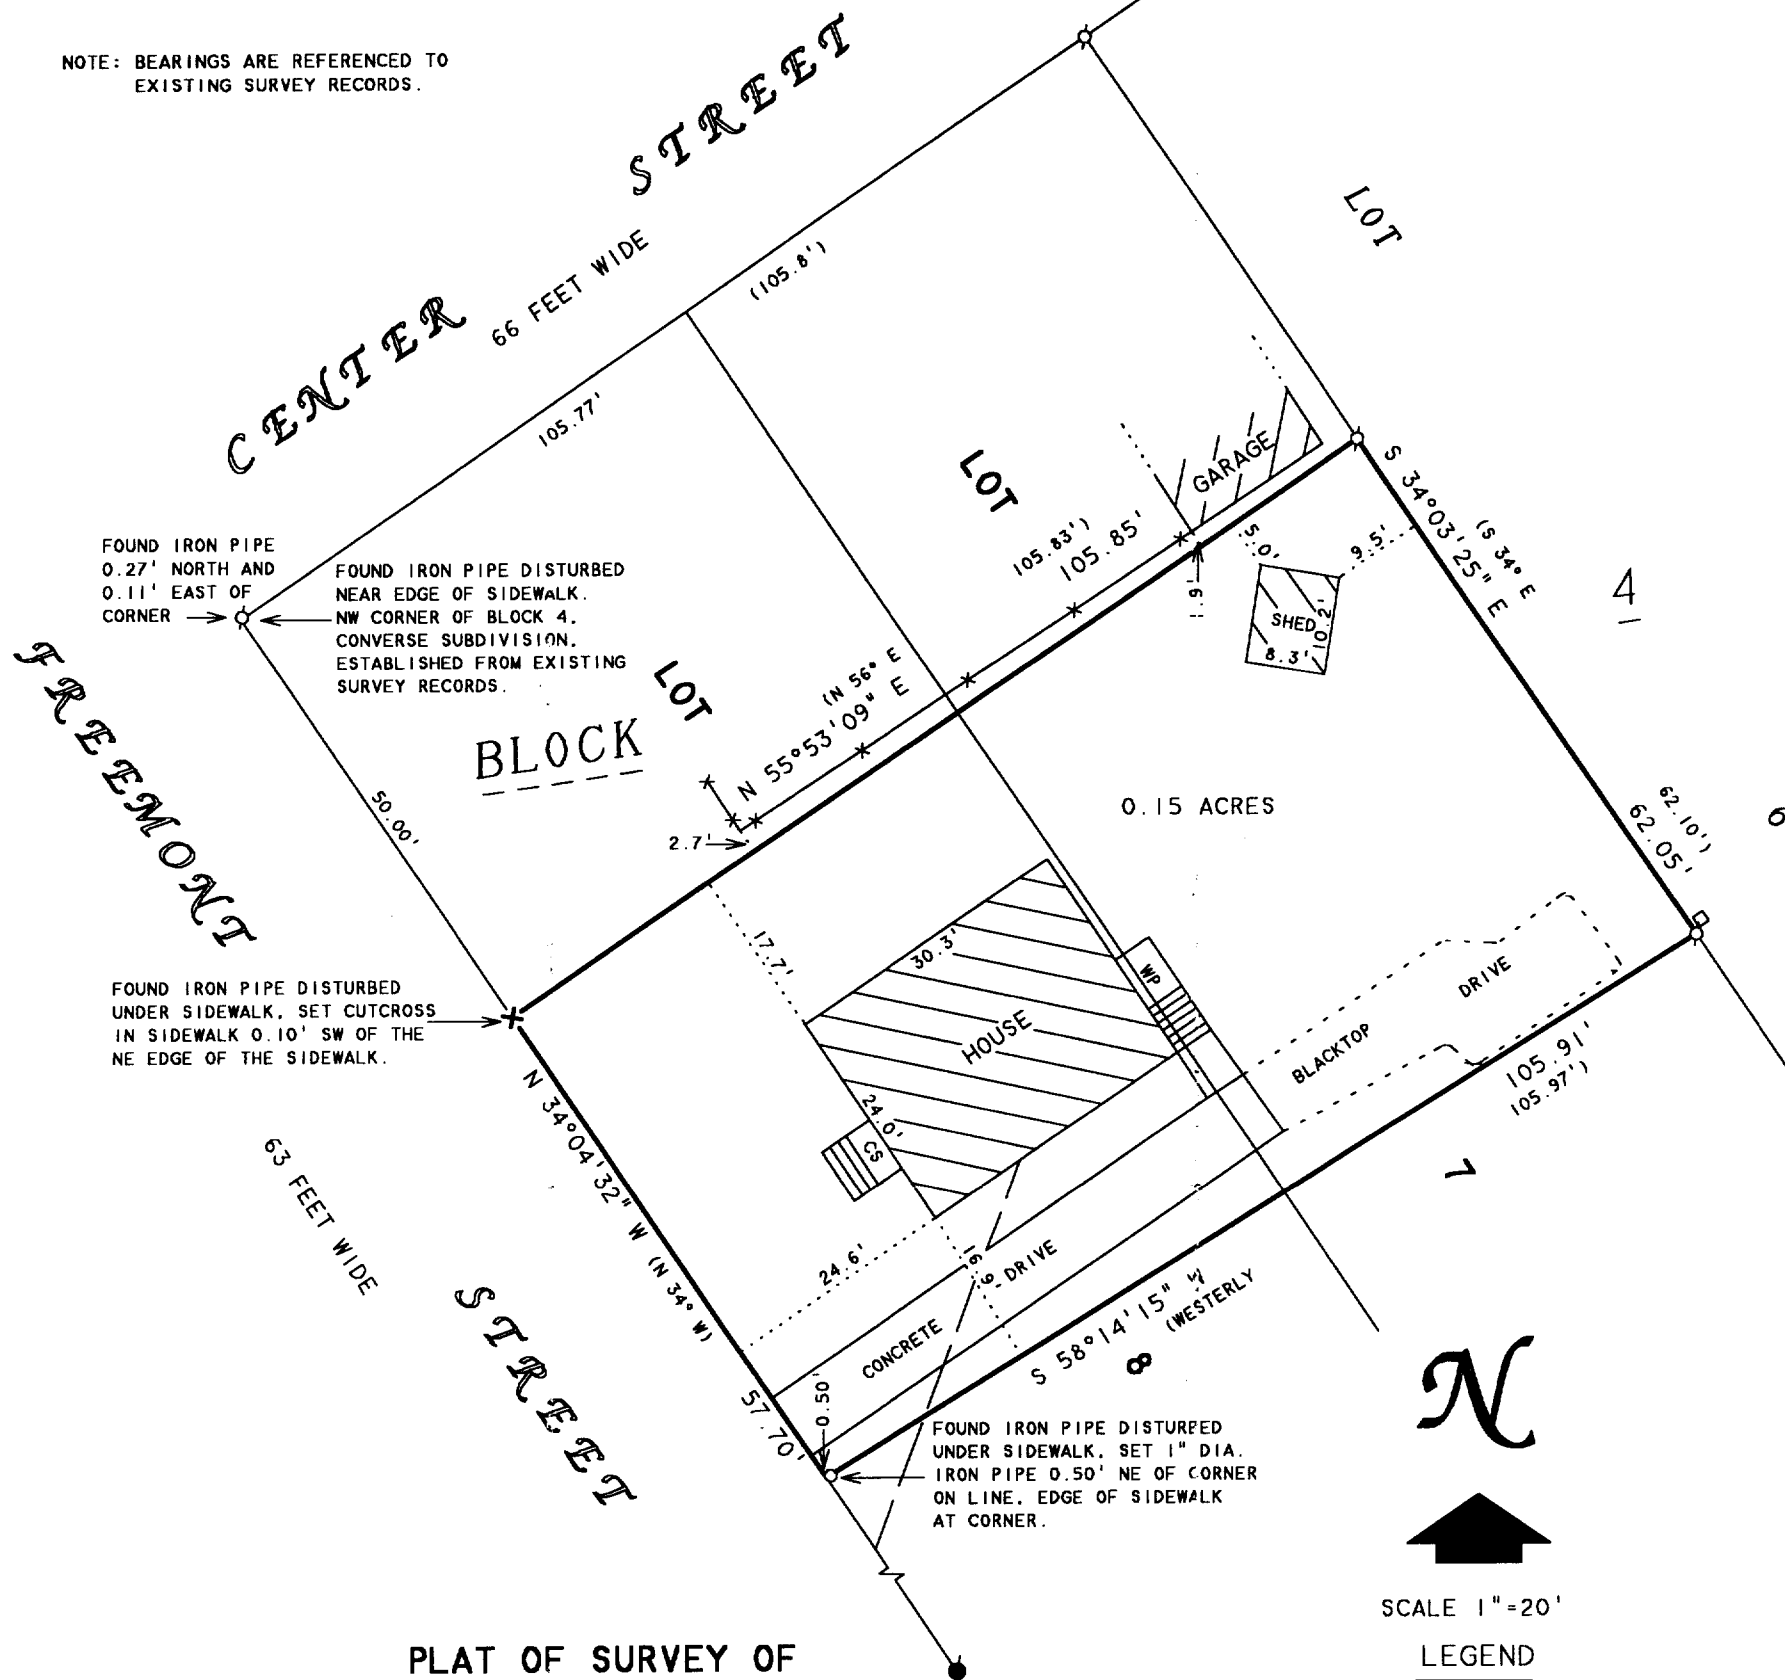 NOTE: BEARINGS ARE REFERENCED TO
EXISTING SURVEY RECORDS.
CENTER STREET
66 FEET WIDE
(105.8')
105.77'
LOT
LOT
GARAGE
(105.83')
105.85'
1.9'
5.0'
9.5'
SHED
10.2'
8.3'
S 34°03'25" E
(S 34° E
4
FOUND IRON PIPE
0.27' NORTH AND
0.11' EAST OF
CORNER
FOUND IRON PIPE DISTURBED
NEAR EDGE OF SIDEWALK.
NW CORNER OF BLOCK 4,
CONVERSE SUBDIVISION,
ESTABLISHED FROM EXISTING
SURVEY RECORDS.
LOT
(N 56° E
N 55°53'09" E
BLOCK
FREMONT STREET
63 FEET WIDE
50.00'
2.7'
0.15 ACRES
62.10')
62.05'
6
17.7'
30.3'
HOUSE
WP
24.0'
CS
BLACKTOP DRIVE
105.91'
105.97')
7
FOUND IRON PIPE DISTURBED
UNDER SIDEWALK, SET CUTCROSS
IN SIDEWALK 0.10' SW OF THE
NE EDGE OF THE SIDEWALK.
N 34°04'32" W
(N 34° W)
57.70'
24.6'
16.9'
CONCRETE DRIVE
0.50'
S 58°14'15" W
(WESTERLY
8
FOUND IRON PIPE DISTURBED
UNDER SIDEWALK, SET 1" DIA.
IRON PIPE 0.50' NE OF CORNER
ON LINE, EDGE OF SIDEWALK
AT CORNER.
N
SCALE 1"=20'
LEGEND
PLAT OF SURVEY OF